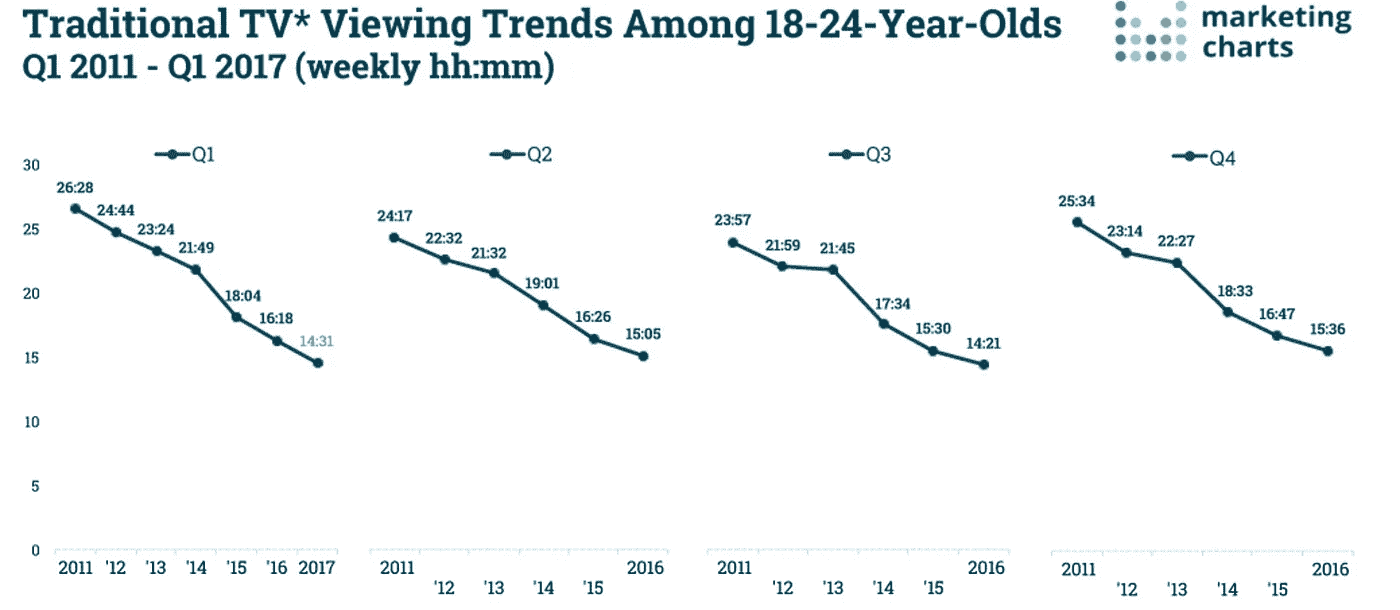 Traditional TV* Viewing Trends Among 18-24-Year-Olds
Q1 2011 - Q1 2017 (weekly hh:mm)
marketing
charts
Q1
Q2
Q3
Q4
30
25
20
15
10
5
0
26:28
24:44
23:24
21:49
18:04
16:18
14:31
2011 '12 '13 '14 '15 '16 2017
24:17
22:32
21:32
19:01
16:26
15:05
2011 '12 '13 '14 '15 2016
23:57
21:59
21:45
17:34
15:30
14:21
2011 '12 '13 '14 '15 2016
25:34
23:14
22:27
18:33
16:47
15:36
2011 '12 '13 '14 '15 2016